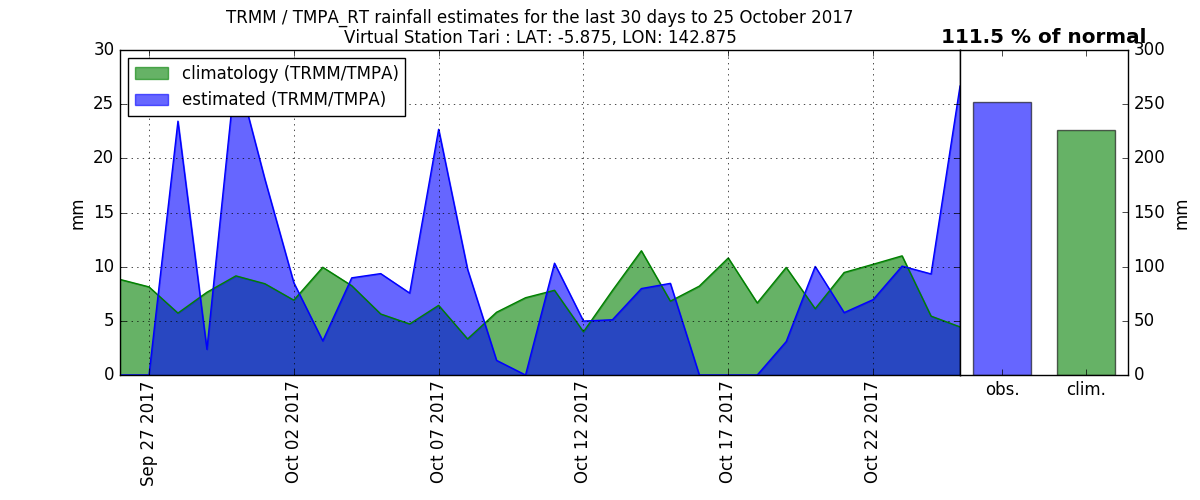 TRMM / TMPA_RT rainfall estimates for the last 30 days to 25 October 2017
Virtual Station Tari : LAT: -5.875, LON: 142.875
111.5 % of normal
climatology (TRMM/TMPA)
estimated (TRMM/TMPA)
30
25
20
15
10
5
0
mm
Sep 27 2017
Oct 02 2017
Oct 07 2017
Oct 12 2017
Oct 17 2017
Oct 22 2017
300
250
200
150
100
50
0
mm
obs.
clim.